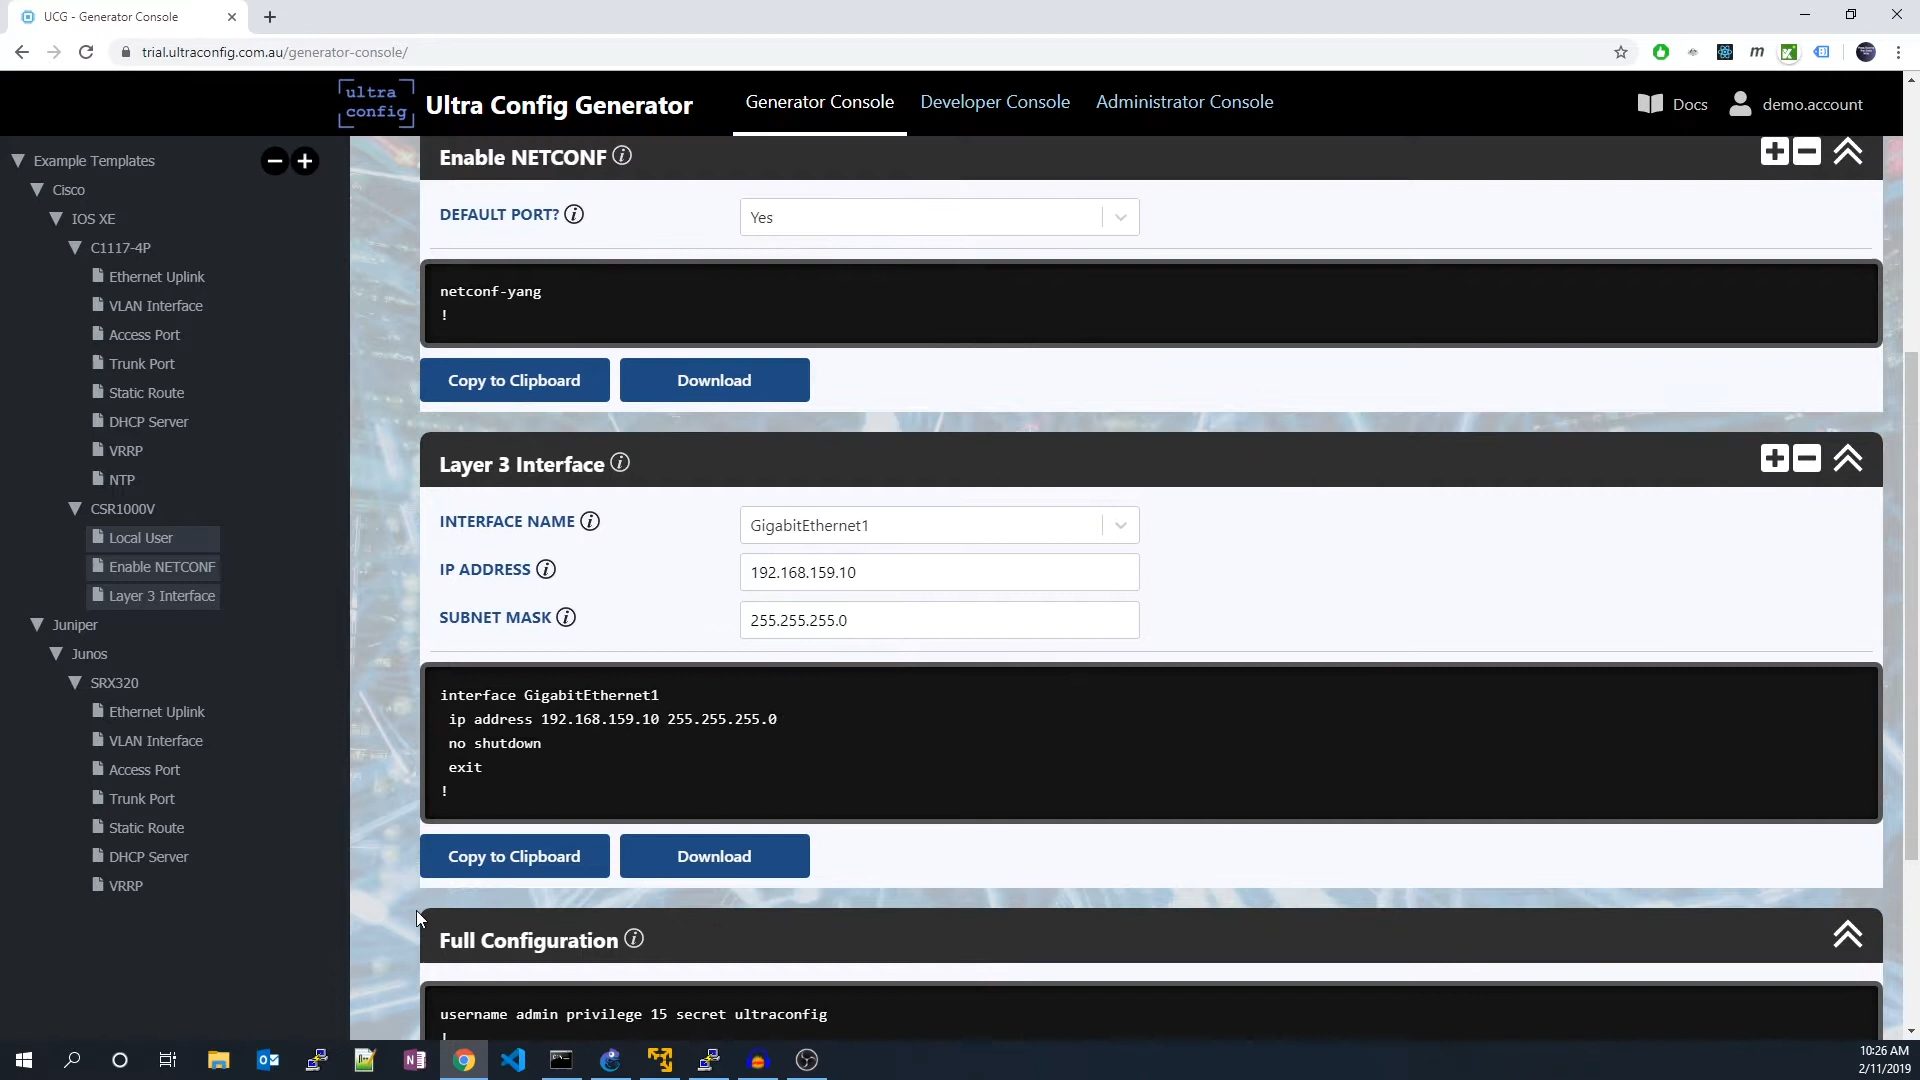 UCG - Generator Console
trial.ultraconfig.com.au/generator-console/
ultra
config
Ultra Config Generator
Generator Console
Developer Console
Administrator Console
Docs
demo.account
Example Templates
Cisco
IOS XE
C1117-4P
Ethernet Uplink
VLAN Interface
Access Port
Trunk Port
Static Route
DHCP Server
VRRP
NTP
CSR1000V
Local User
Enable NETCONF
Layer 3 Interface
Juniper
Junos
SRX320
Ethernet Uplink
VLAN Interface
Access Port
Trunk Port
Static Route
DHCP Server
VRRP
Enable NETCONF
DEFAULT PORT?
Yes
netconf-yang
!
Copy to Clipboard
Download
Layer 3 Interface
INTERFACE NAME
GigabitEthernet1
IP ADDRESS
192.168.159.10
SUBNET MASK
255.255.255.0
interface GigabitEthernet1
ip address 192.168.159.10 255.255.255.0
no shutdown
exit
!
Copy to Clipboard
Download
Full Configuration
username admin privilege 15 secret ultraconfig
!
10:26 AM
2/11/2019